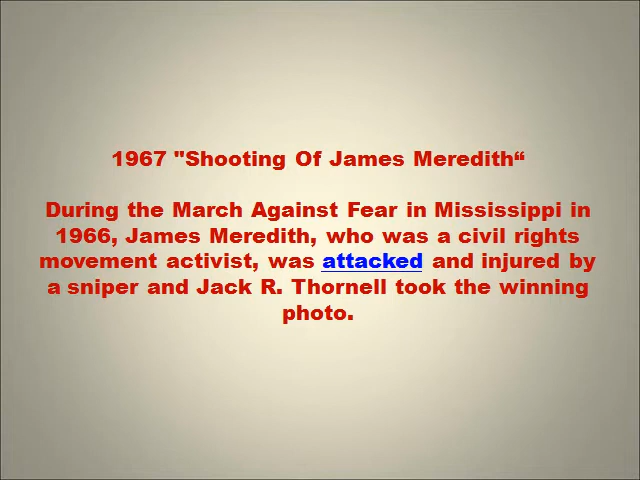 1967 "Shooting Of James Meredith“
During the March Against Fear in Mississippi in
1966, James Meredith, who was a civil rights
movement activist, was attacked and injured by
a sniper and Jack R. Thornell took the winning
photo.